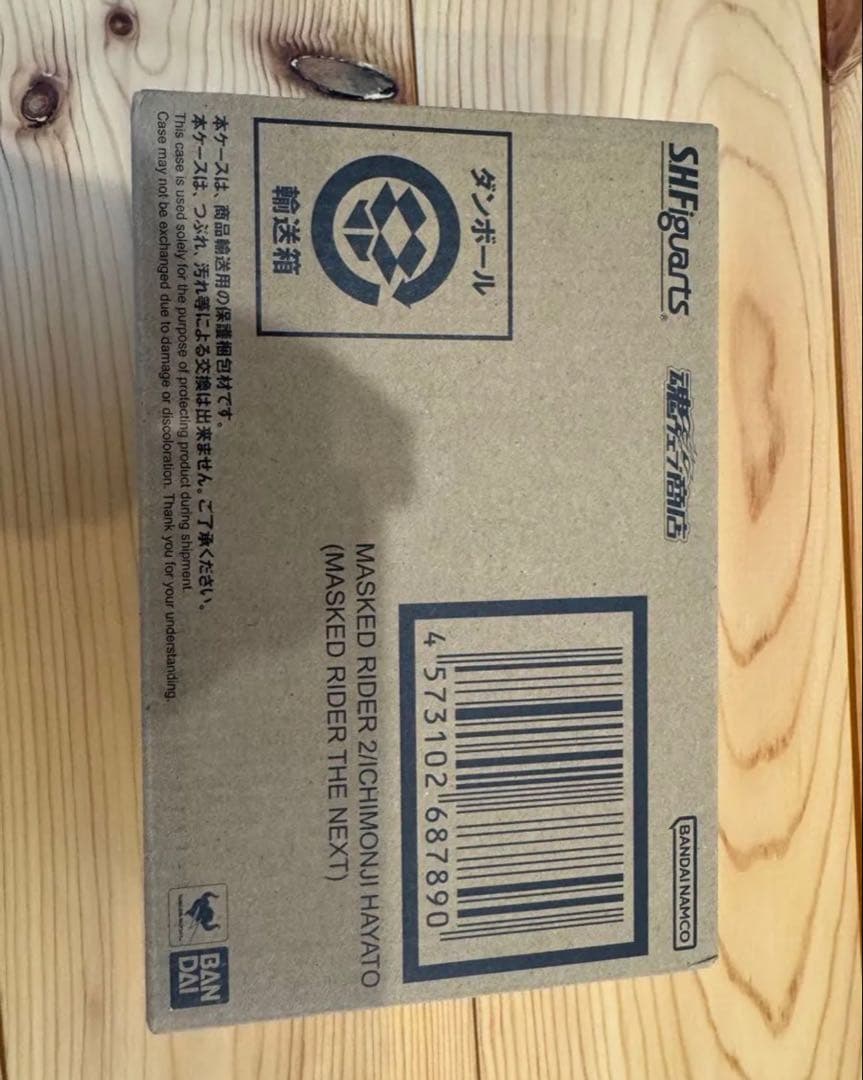 S.H.Figuarts®
魂ウェブ商店
BANDAI NAMCO
ダンボール
輸送箱
4 573102 687890
MASKED RIDER 2/ICHIMONJI HAYATO
(MASKED RIDER THE NEXT)
本ケースは、商品輸送用の保護梱包材です。
本ケースは、つぶれ、汚れ等による交換は出来ません。ご了承ください。
This case is used solely for the purpose of protecting product during shipment.
Case may not be exchanged due to damage or discoloration. Thank you for your understanding.
BAN
DAI